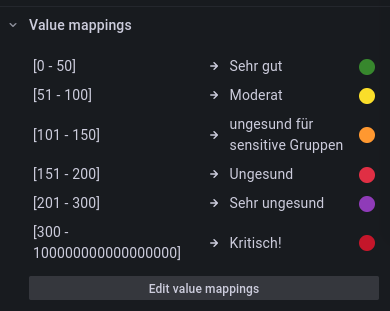 Value mappings
[0 - 50] → Sehr gut
[51 - 100] → Moderat
[101 - 150] → ungesund für
sensitive Gruppen
[151 - 200] → Ungesund
[201 - 300] → Sehr ungesund
[300 -
100000000000000000] → Kritisch!
Edit value mappings